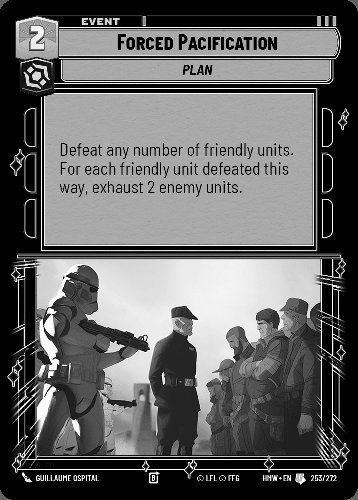 EVENT
2
FORCED PACIFICATION
PLAN
Defeat any number of friendly units.
For each friendly unit defeated this
way, exhaust 2 enemy units.
GUILLAUME OSPITAL
© LFL © FFG
HMW • EN
253/272